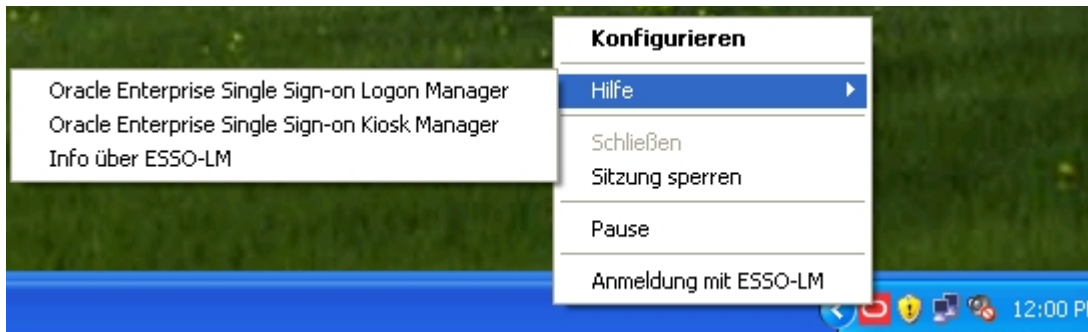 Konfigurieren
Hilfe
Oracle Enterprise Single Sign-on Logon Manager
Oracle Enterprise Single Sign-on Kiosk Manager
Info über ESSO-LM
Schließen
Sitzung sperren
Pause
Anmeldung mit ESSO-LM
12:00 P